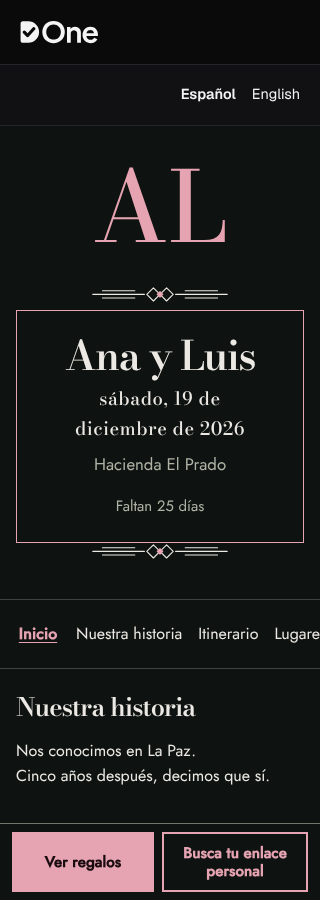 DOne
Español English
AL
Ana y Luis
sábado, 19 de
diciembre de 2026
Hacienda El Prado
Faltan 25 días
Inicio Nuestra historia Itinerario Lugare
Nuestra historia
Nos conocimos en La Paz.
Cinco años después, decimos que sí.
Ver regalos
Busca tu enlace
personal